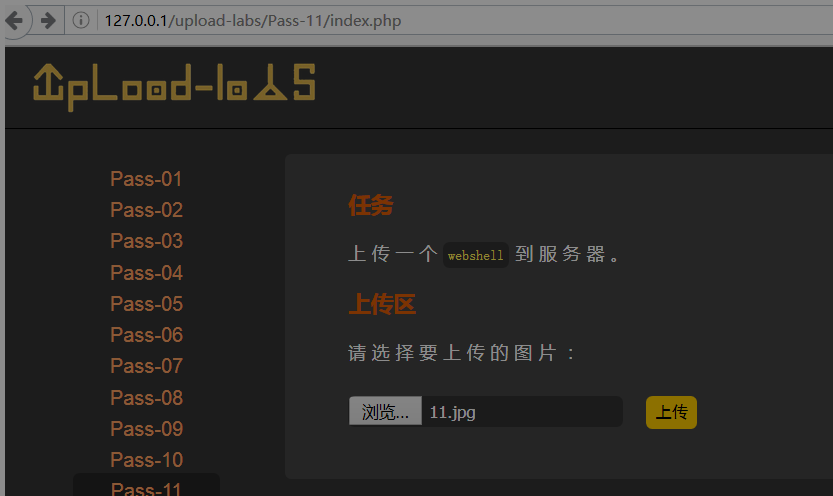 127.0.0.1/upload-labs/Pass-11/index.php
UpLoad-labS
Pass-01
Pass-02
Pass-03
Pass-04
Pass-05
Pass-06
Pass-07
Pass-08
Pass-09
Pass-10
Pass-11
任务
上传一个 webshell 到服务器。
上传区
请选择要上传的图片：
浏览... 11.jpg 上传